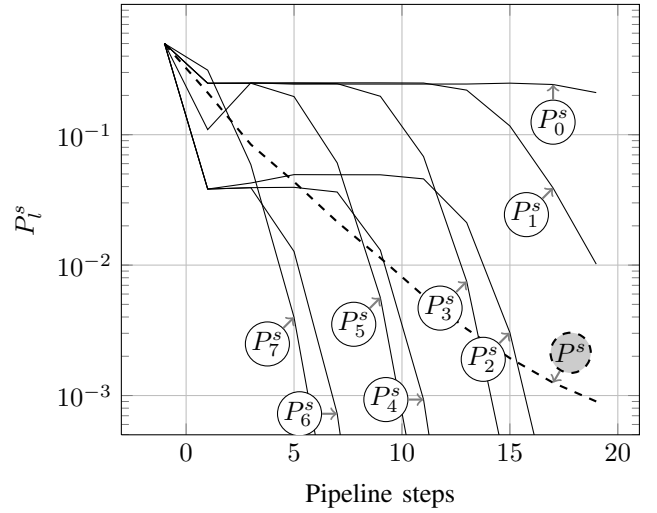 10^{-1}
10^{-2}
10^{-3}
P_l^s
P_0^s
P_1^s
P_3^s
P_5^s
P_7^s
P_2^s
P^s
P_4^s
P_6^s
0 5 10 15 20
Pipeline steps